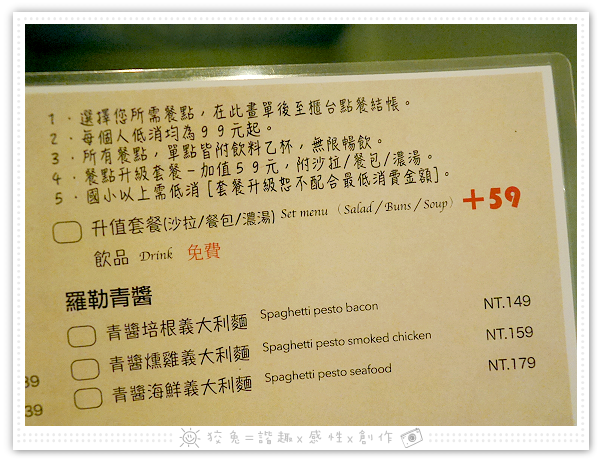 1．選擇您所需餐點，在此畫單後至櫃台點餐結帳。
2．每個人低消均為99元起。
3．所有餐點，單點皆附飲料乙杯，無限暢飲。
4．餐點升級套餐－加值59元，附沙拉/餐包/濃湯。
5．國小以上需低消［套餐升級恕不配合最低消費金額］。
升值套餐(沙拉/餐包/濃湯) Set menu （Salad / Buns / Soup） +59
飲品 Drink 免費
羅勒青醬
青醬培根義大利麵 Spaghetti pesto bacon NT.149
青醬燻雞義大利麵 Spaghetti pesto smoked chicken NT.159
39 青醬海鮮義大利麵 Spaghetti pesto seafood NT.179
39
狡兔=諧趣x感性x創作